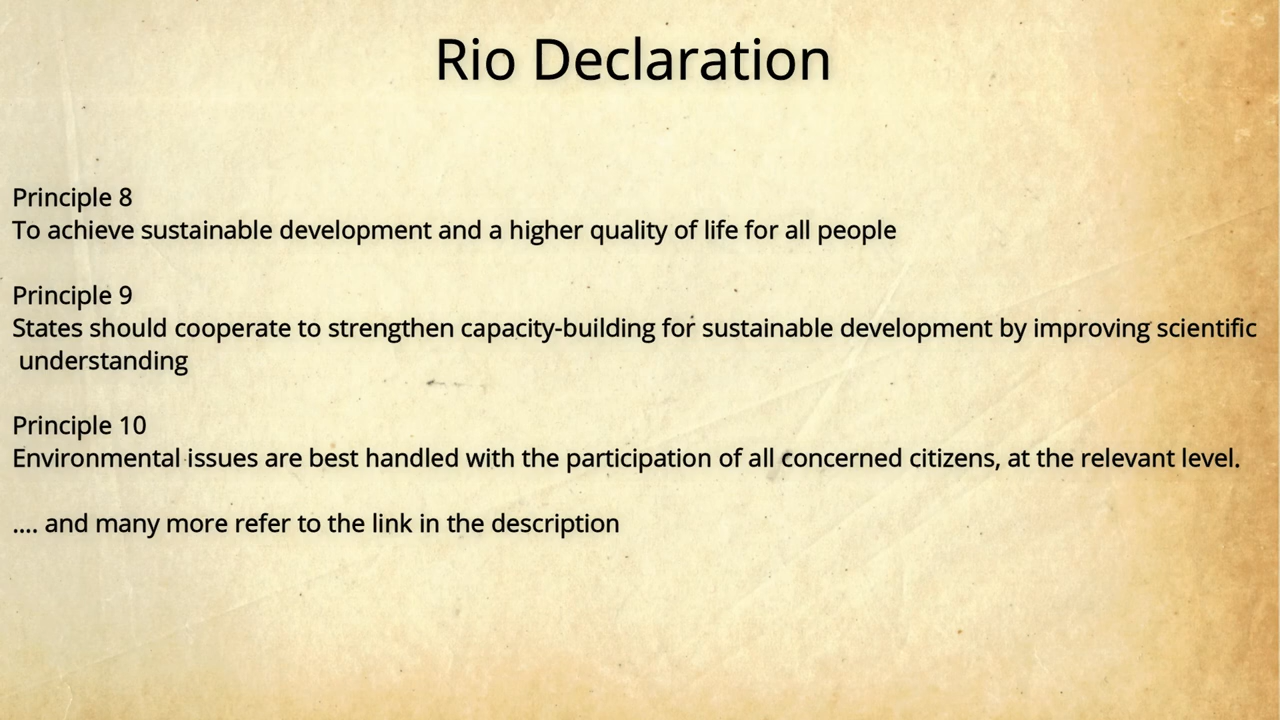 Rio Declaration
Principle 8
To achieve sustainable development and a higher quality of life for all people
Principle 9
States should cooperate to strengthen capacity-building for sustainable development by improving scientific
understanding
Principle 10
Environmental issues are best handled with the participation of all concerned citizens, at the relevant level.
.... and many more refer to the link in the description